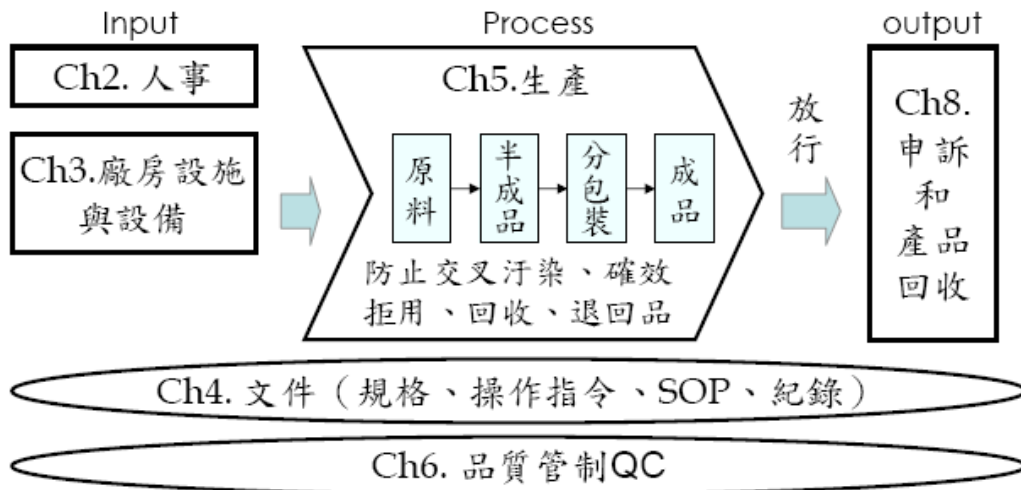 Input
Process
output
Ch2. 人事
Ch3.廠房設施
與設備
Ch5.生產
原料
半成品
分包裝
成品
防止交叉汙染、確效
拒用、回收、退回品
放行
Ch8.
申訴
和
產品
回收
Ch4. 文件（規格、操作指令、SOP、紀錄）
Ch6. 品質管制QC